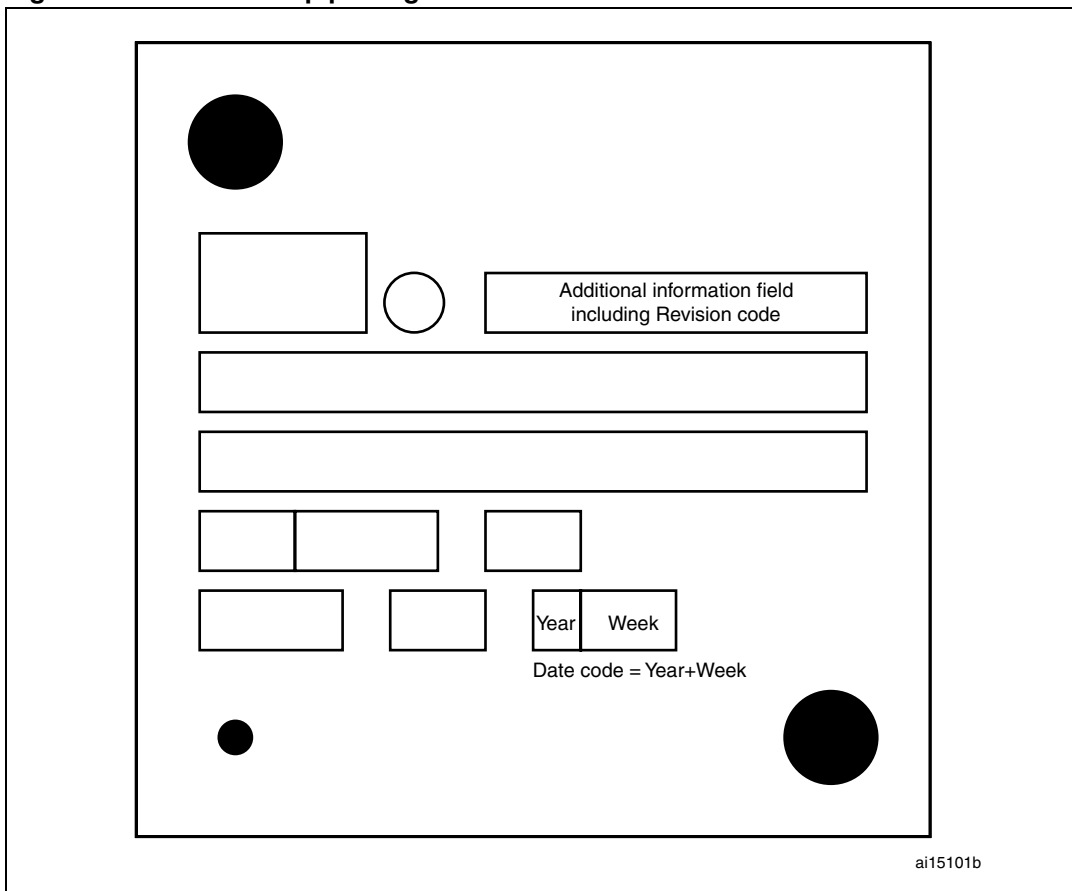 Additional information field
including Revision code
Year Week
Date code = Year+Week
ai15101b